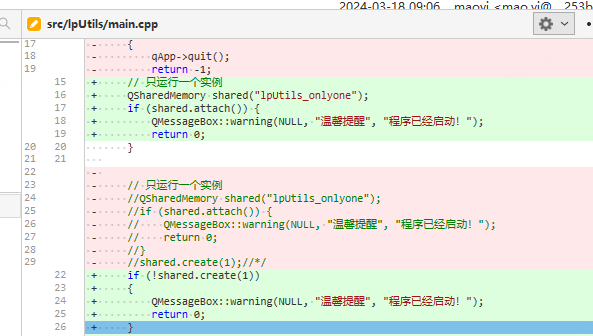 2024-03-18 09:06 maoyi <mao.yi@ 253b
src/lpUtils/main.cpp
17 - {
18 - qApp->quit();
19 - return -1;
15 + // 只运行一个实例
16 + QSharedMemory shared("lpUtils_onlyone");
17 + if (shared.attach()) {
18 + QMessageBox::warning(NULL, "温馨提醒", "程序已经启动！");
19 + return 0;
20 20 }
21 21
22 -
23 - // 只运行一个实例
24 - //QSharedMemory shared("lpUtils_onlyone");
25 - //if (shared.attach()) {
26 - // QMessageBox::warning(NULL, "温馨提醒", "程序已经启动！");
27 - // return 0;
28 - //}
29 - //shared.create(1);//*/
22 + if (!shared.create(1))
23 + {
24 + QMessageBox::warning(NULL, "温馨提醒", "程序已经启动！");
25 + return 0;
26 + }